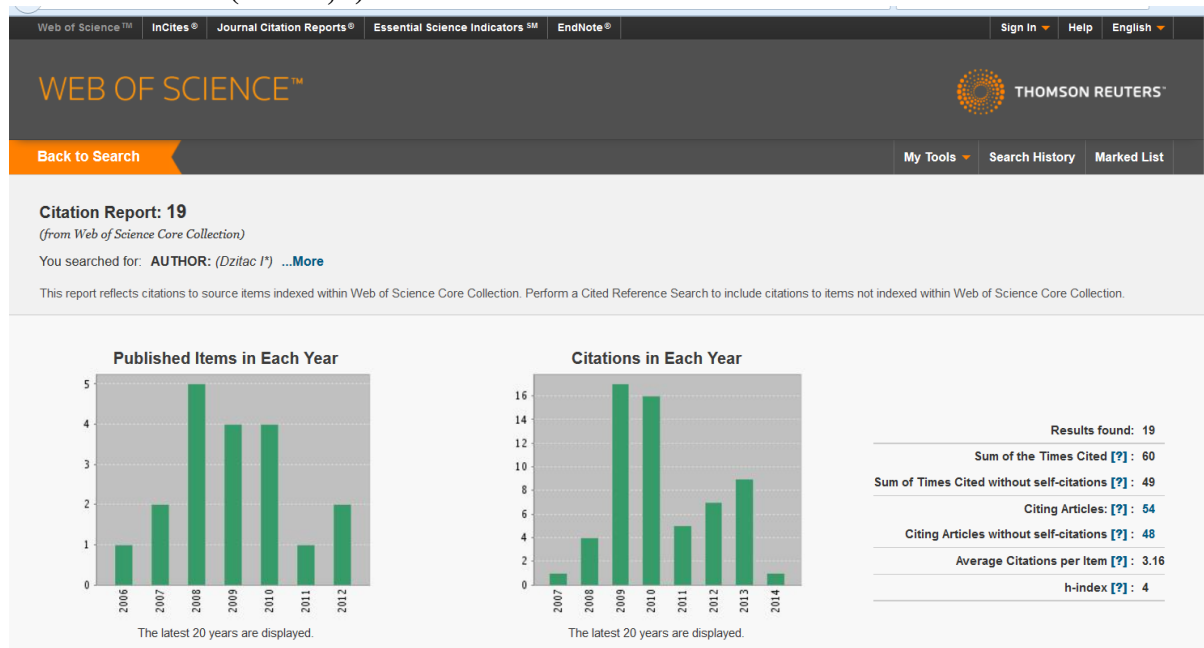 Web of Science™ InCites® Journal Citation Reports® Essential Science Indicators ℠ EndNote® Sign In Help English
WEB OF SCIENCE™
THOMSON REUTERS™
Back to Search
My Tools Search History Marked List
Citation Report: 19
(from Web of Science Core Collection)
You searched for: AUTHOR: (Dzitac I*) ...More
This report reflects citations to source items indexed within Web of Science Core Collection. Perform a Cited Reference Search to include citations to items not indexed within Web of Science Core Collection.
Published Items in Each Year
5
4
3
2
1
0
2006 2007 2008 2009 2010 2011 2012
The latest 20 years are displayed.
Citations in Each Year
16
14
12
10
8
6
4
2
0
2007 2008 2009 2010 2011 2012 2013 2014
The latest 20 years are displayed.
Results found: 19
Sum of the Times Cited [?] : 60
Sum of Times Cited without self-citations [?] : 49
Citing Articles: [?] : 54
Citing Articles without self-citations [?] : 48
Average Citations per Item [?] : 3.16
h-index [?] : 4